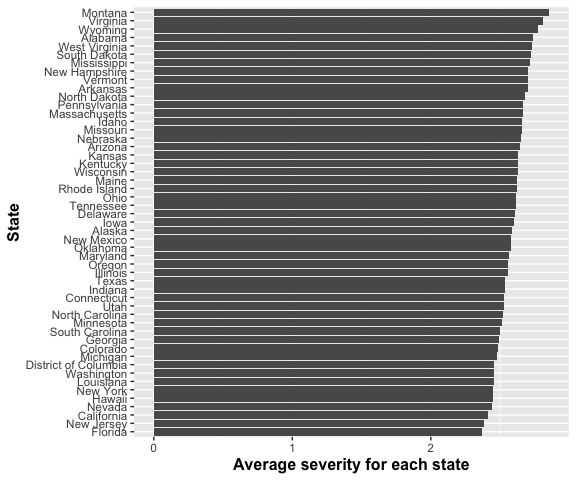 Montana
Virginia
Wyoming
Alabama
West Virginia
South Dakota
Mississippi
New Hampshire
Vermont
Arkansas
North Dakota
Pennsylvania
Massachusetts
Idaho
Missouri
Nebraska
Arizona
Kansas
Kentucky
Wisconsin
Maine
Rhode Island
Ohio
Tennessee
Delaware
Iowa
Alaska
New Mexico
Oklahoma
Maryland
Oregon
Illinois
Texas
Indiana
Connecticut
Utah
North Carolina
Minnesota
South Carolina
Georgia
Colorado
Michigan
District of Columbia
Washington
Louisiana
New York
Hawaii
Nevada
California
New Jersey
Florida
State
0 1 2
Average severity for each state